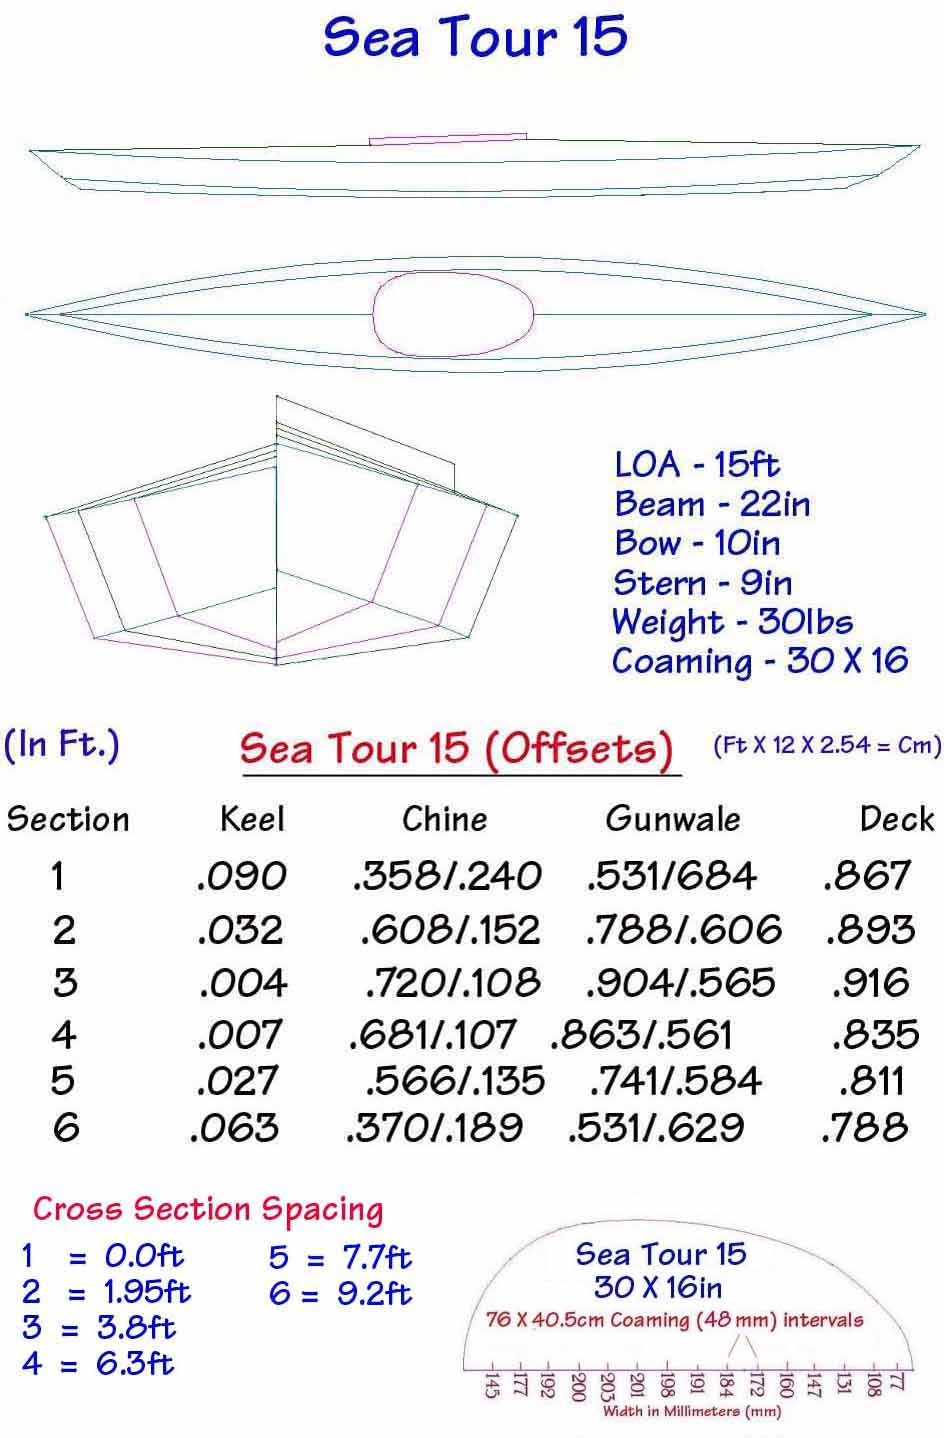 Sea Tour 15
LOA - 15ft
Beam - 22in
Bow - 10in
Stern - 9in
Weight - 30lbs
Coaming - 30 X 16
(In Ft.) Sea Tour 15 (Offsets) (Ft X 12 X 2.54 = Cm)
Section Keel Chine Gunwale Deck
1 .090 .358/.240 .531/684 .867
2 .032 .608/.152 .788/.606 .893
3 .004 .720/.108 .904/.565 .916
4 .007 .681/.107 .863/.561 .835
5 .027 .566/.135 .741/.584 .811
6 .063 .370/.189 .531/.629 .788
Cross Section Spacing
1 = 0.0ft 5 = 7.7ft
2 = 1.95ft 6 = 9.2ft
3 = 3.8ft
4 = 6.3ft
Sea Tour 15
30 X 16in
76 X 40.5cm Coaming (48 mm) intervals
145 177 192 200 203 201 198 191 184 172 160 147 131 108 77
Width in Millimeters (mm)